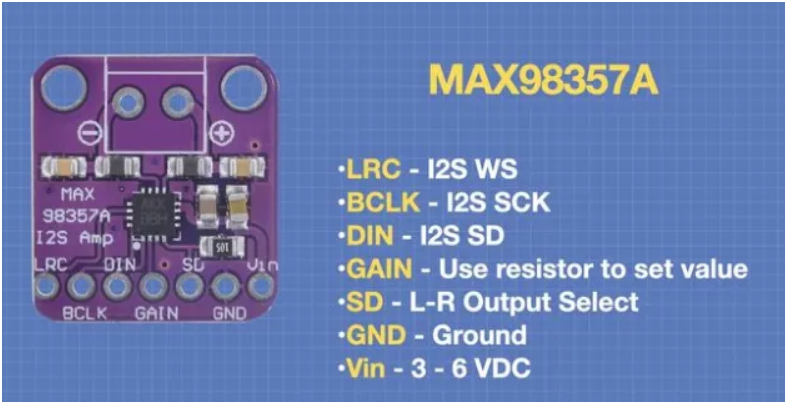 MAX98357A
•LRC - I2S WS
•BCLK - I2S SCK
•DIN - I2S SD
•GAIN - Use resistor to set value
•SD - L-R Output Select
•GND - Ground
•Vin - 3 - 6 VDC
MAX
98357A
I2S Amp
LRC DIN SD Vin
BCLK GAIN GND